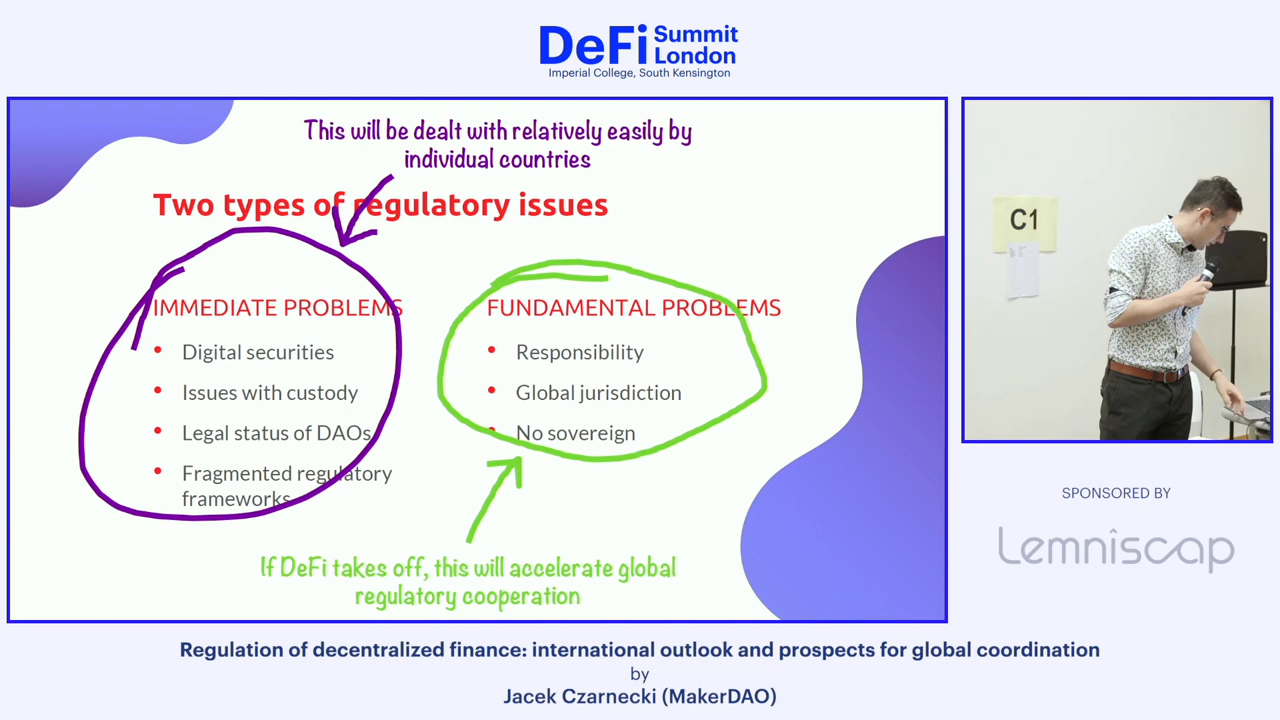 DeFi Summit
London
Imperial College, South Kensington
This will be dealt with relatively easily by
individual countries
Two types of regulatory issues
IMMEDIATE PROBLEMS
• Digital securities
• Issues with custody
• Legal status of DAOs
• Fragmented regulatory
frameworks
FUNDAMENTAL PROBLEMS
• Responsibility
• Global jurisdiction
• No sovereign
If DeFi takes off, this will accelerate global
regulatory cooperation
C1
SPONSORED BY
Lemniscap
Regulation of decentralized finance: international outlook and prospects for global coordination
by
Jacek Czarnecki (MakerDAO)